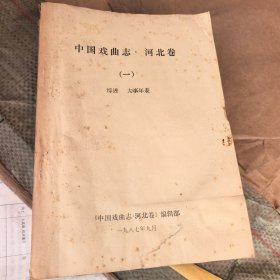 中国戏曲志·河北卷
（一）
综述 大事年表
《中国戏曲志·河北卷》编辑部
一九八七年九月